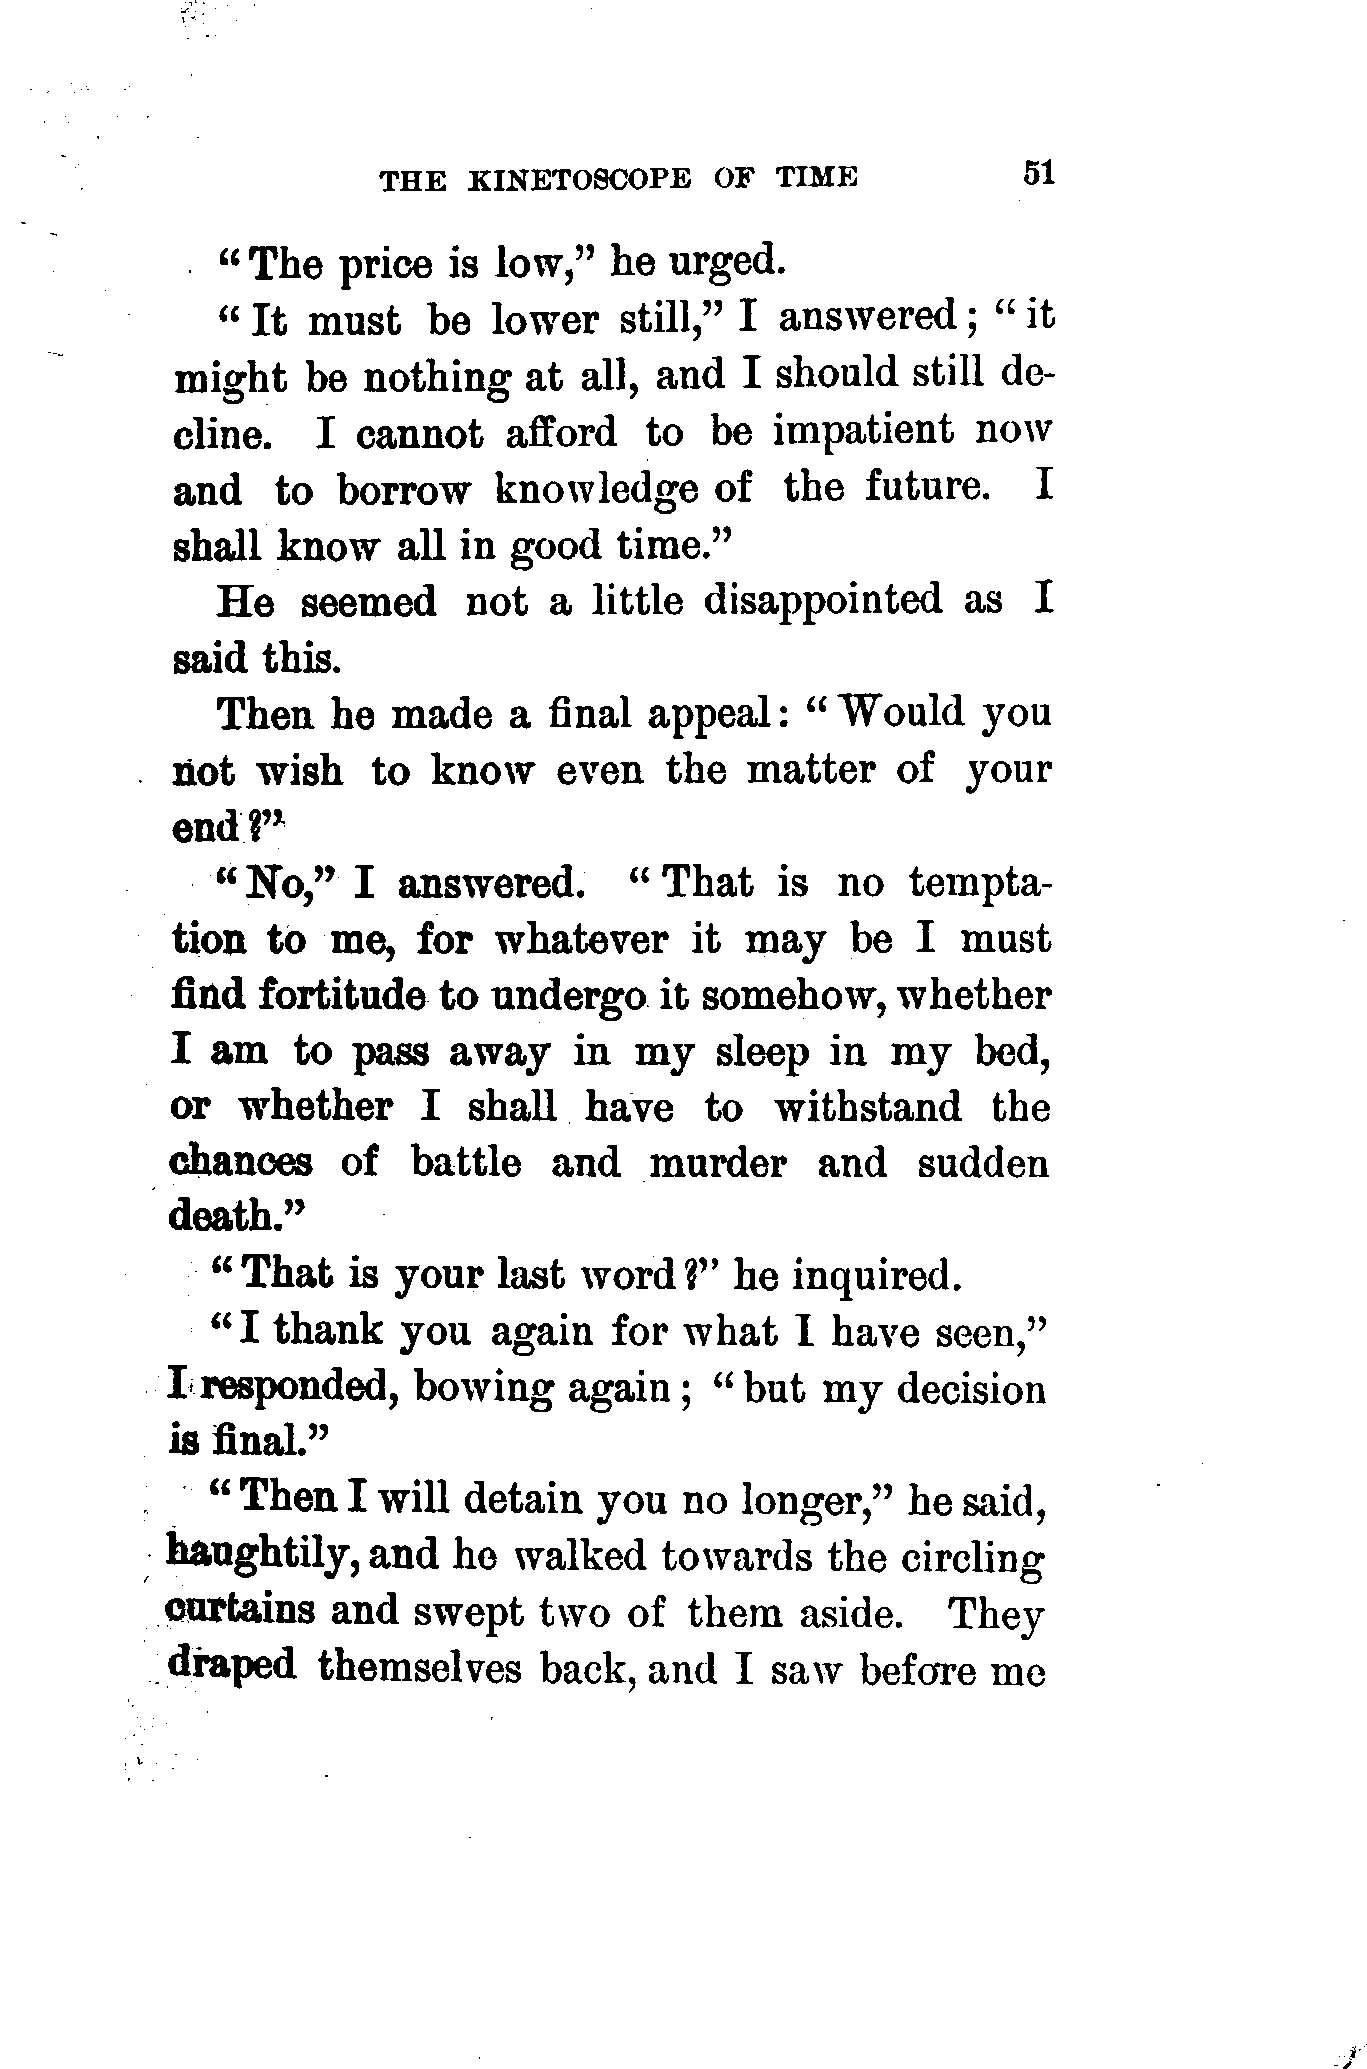 THE KINETOSCOPE OF TIME 51
“The price is low,” he urged.
“It must be lower still,” I answered; “it
might be nothing at all, and I should still de-
cline. I cannot afford to be impatient now
and to borrow knowledge of the future. I
shall know all in good time.”
He seemed not a little disappointed as I
said this.
Then he made a final appeal: “Would you
not wish to know even the matter of your
end?”
“No,” I answered. “That is no tempta-
tion to me, for whatever it may be I must
find fortitude to undergo it somehow, whether
I am to pass away in my sleep in my bed,
or whether I shall have to withstand the
chances of battle and murder and sudden
death.”
“That is your last word?” he inquired.
“I thank you again for what I have seen,”
I responded, bowing again; “but my decision
is final.”
“Then I will detain you no longer,” he said,
haughtily, and he walked towards the circling
curtains and swept two of them aside. They
draped themselves back, and I saw before me